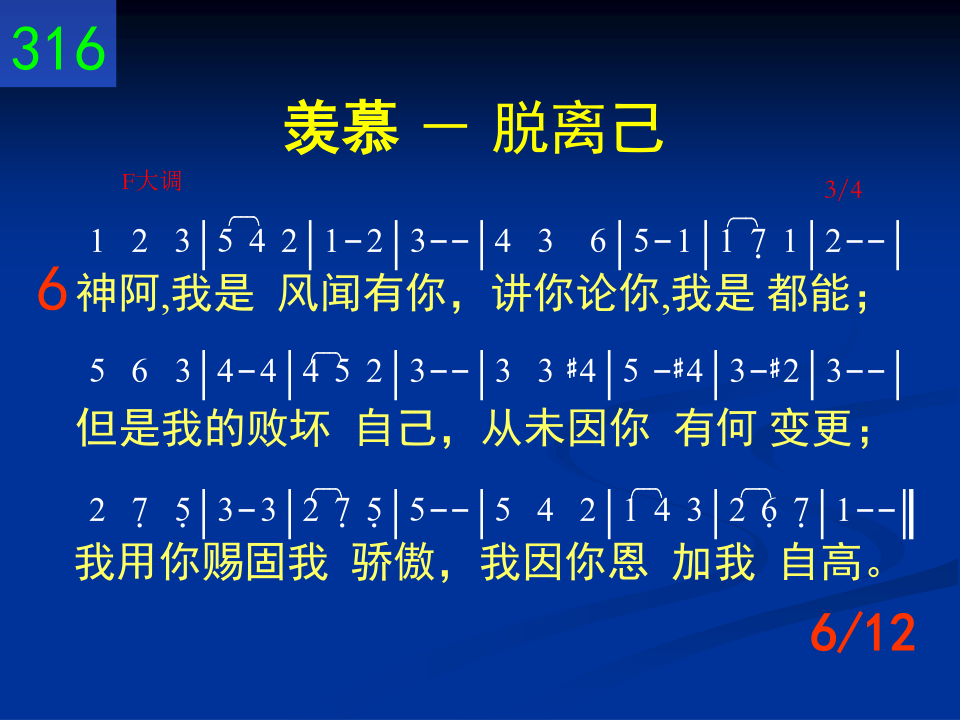 316
羡慕 － 脱离己
F大调
3/4
1 2 3|5 4 2|1-2|3--|4 3 6|5-1|1 7̣ 1|2--|
6
神阿,我是 风闻有你，讲你论你,我是 都能；
5 6 3|4-4|4 5 2|3--|3 3 #4|5 -#4|3-#2|3--|
但是我的败坏 自己，从未因你 有何 变更；
2 7̣ 5̣|3-3|2 7̣ 5̣|5--|5 4 2|1 4 3|2 6̣ 7̣|1--‖
我用你赐固我 骄傲，我因你恩 加我 自高。
6/12